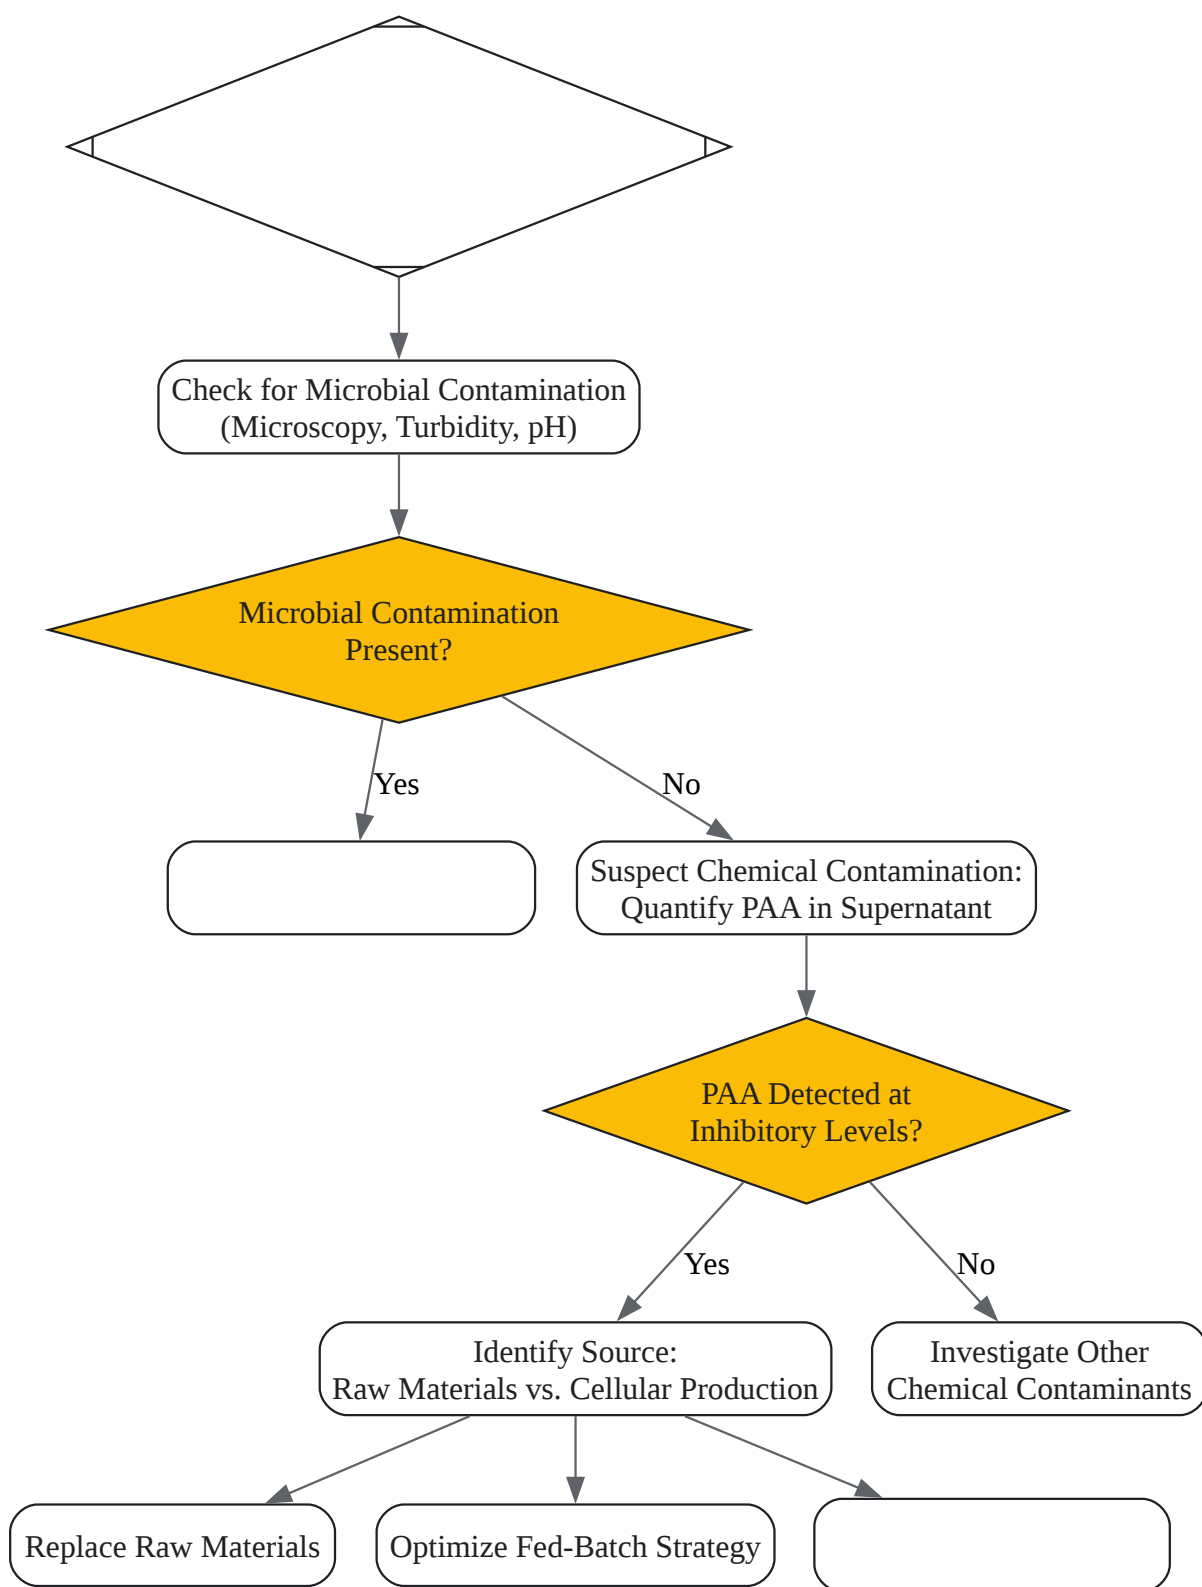 Check for Microbial Contamination
(Microscopy, Turbidity, pH)
Microbial Contamination
Present?
Yes
No
Suspect Chemical Contamination:
Quantify PAA in Supernatant
PAA Detected at
Inhibitory Levels?
Yes
No
Identify Source:
Raw Materials vs. Cellular Production
Investigate Other
Chemical Contaminants
Replace Raw Materials
Optimize Fed-Batch Strategy